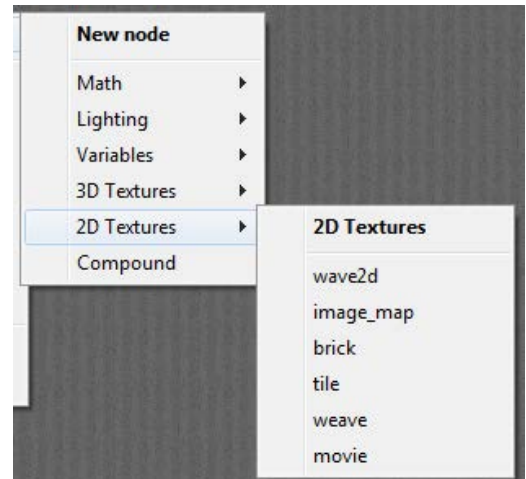 New node
Math
Lighting
Variables
3D Textures
2D Textures
Compound
2D Textures
wave2d
image_map
brick
tile
weave
movie